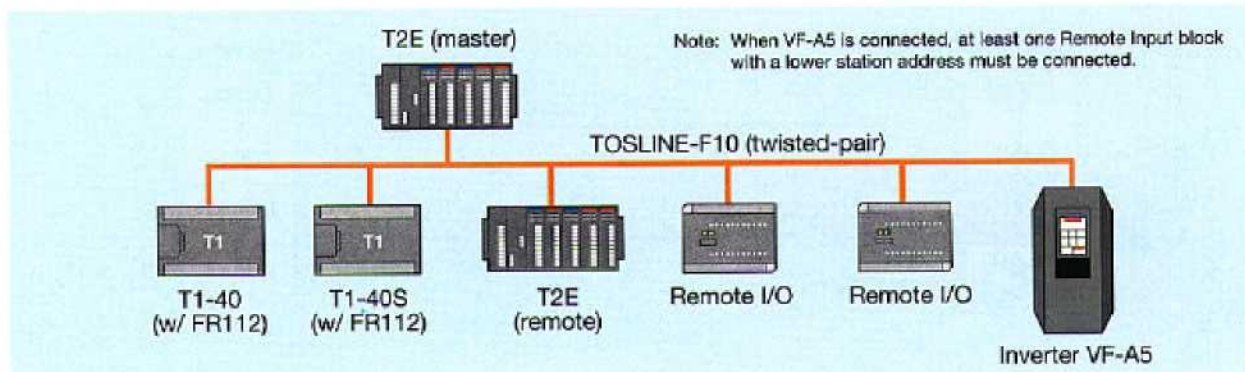 T2E (master)
Note: When VF-A5 is connected, at least one Remote Input block
with a lower station address must be connected.
TOSLINE-F10 (twisted-pair)
T1
T1
T1-40
(w/ FR112)
T1-40S
(w/ FR112)
T2E
(remote)
Remote I/O
Remote I/O
Inverter VF-A5